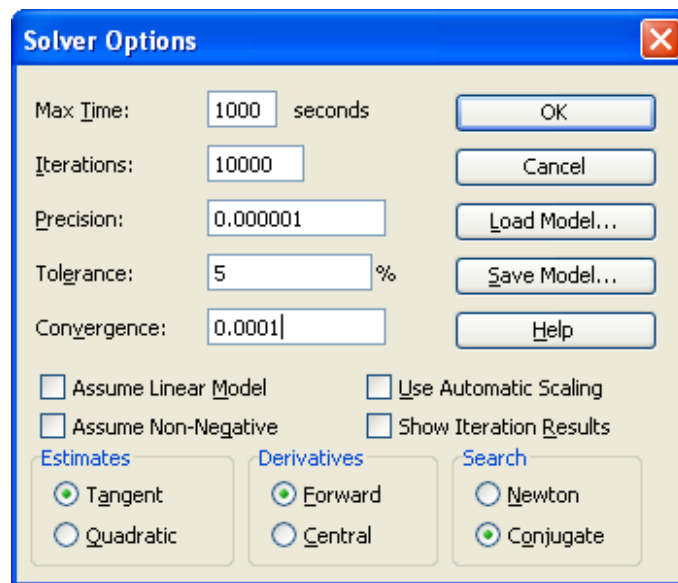 Solver Options
Max Time: 1000 seconds OK
Iterations: 10000 Cancel
Precision: 0.000001 Load Model...
Tolerance: 5 % Save Model...
Convergence: 0.0001 Help
Assume Linear Model Use Automatic Scaling
Assume Non-Negative Show Iteration Results
Estimates Derivatives Search
Tangent Forward Newton
Quadratic Central Conjugate